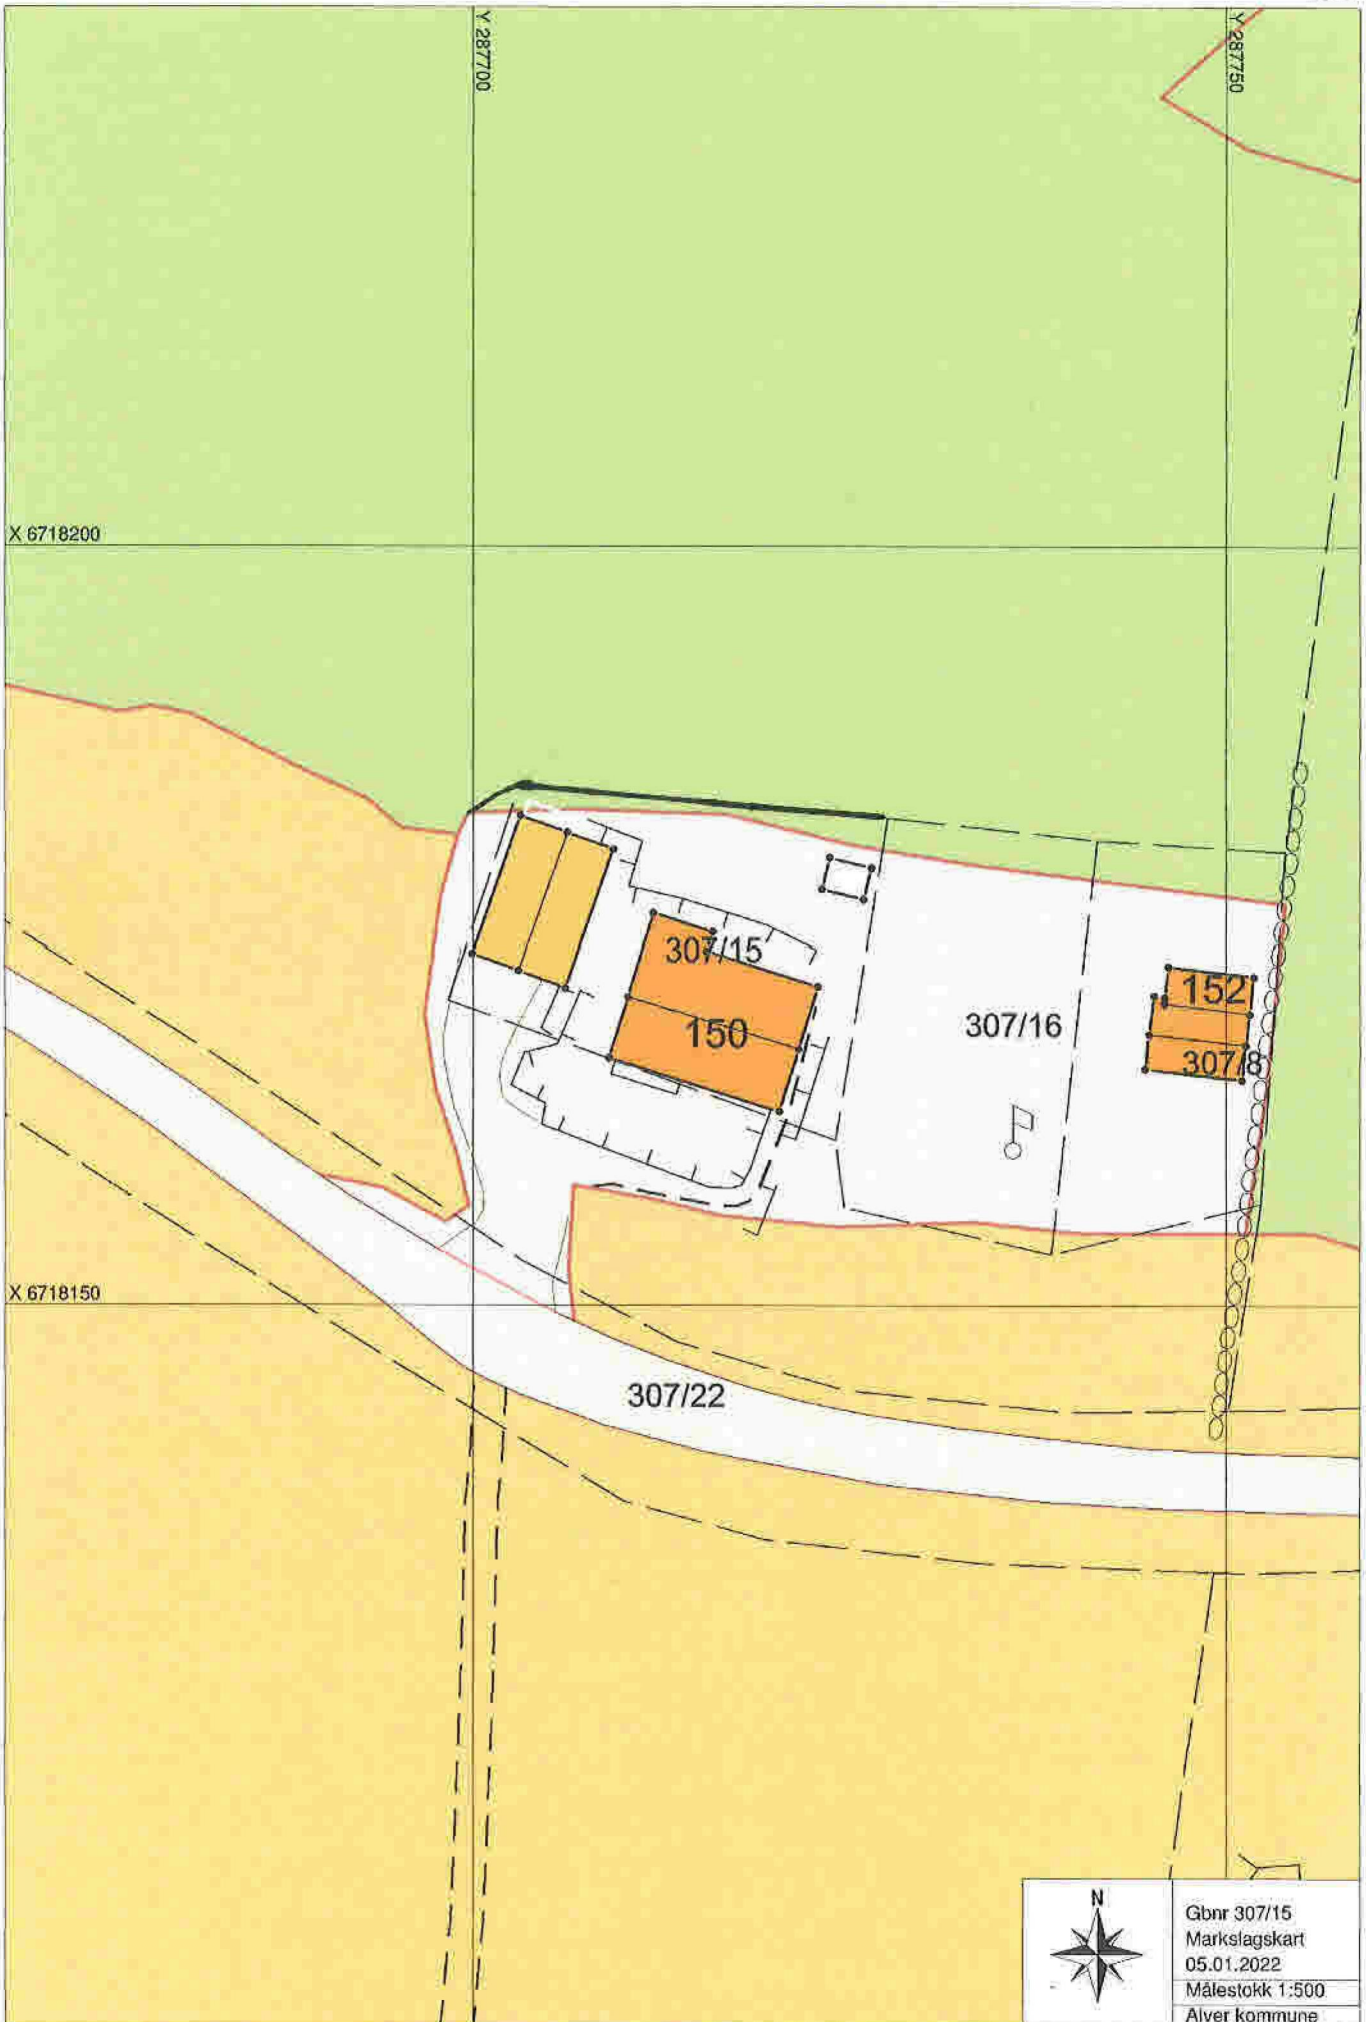 Y 287700
Y 287750
X 6718200
307/15
150
307/16
152
307/8
X 6718150
307/22
N
Gbnr 307/15
Markslagskart
05.01.2022
Målestokk 1:500
Alver kommune